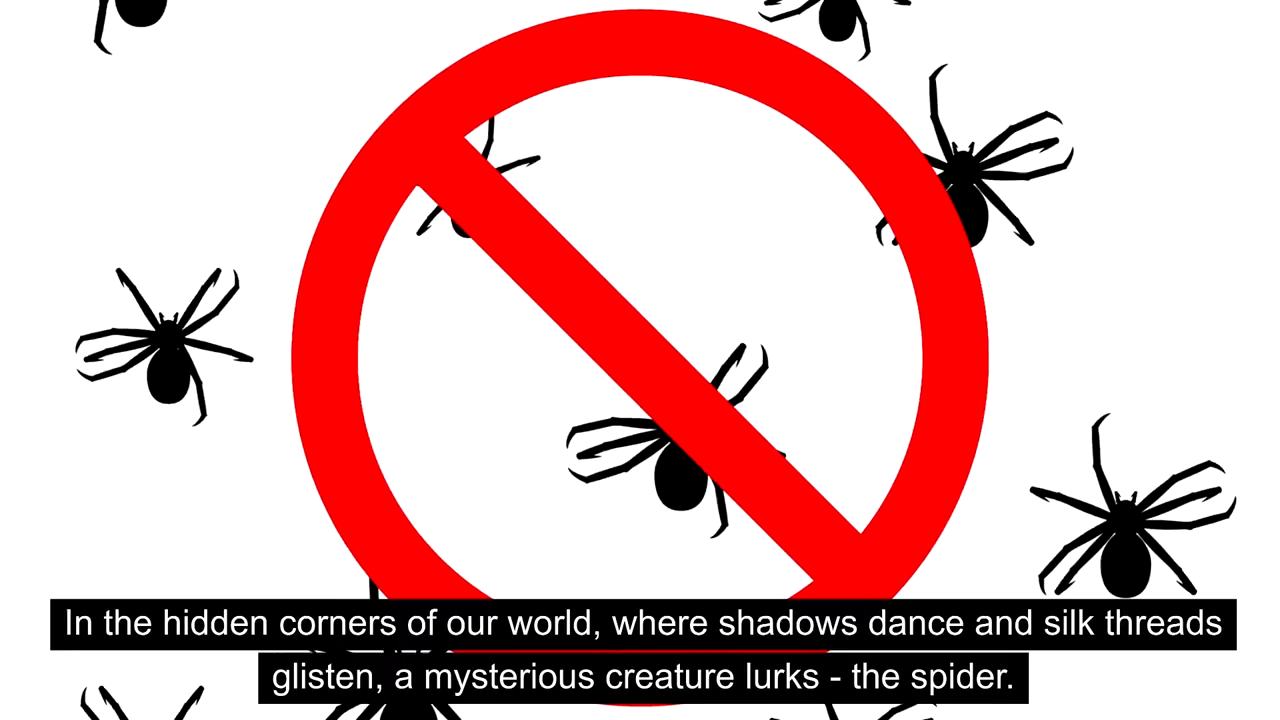 In the hidden corners of our world, where shadows dance and silk threads
glisten, a mysterious creature lurks - the spider.